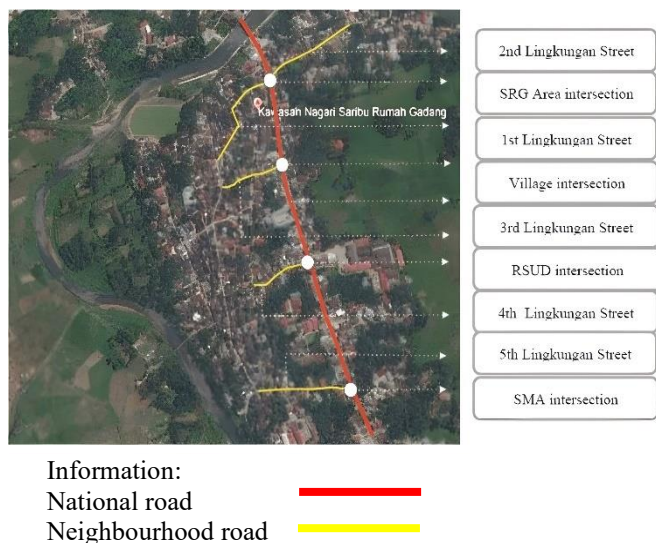 2nd Lingkungan Street
SRG Area intersection
Kawasan Nagari Saribu Rumah Gadang
1st Lingkungan Street
Village intersection
3rd Lingkungan Street
RSUD intersection
4th Lingkungan Street
5th Lingkungan Street
SMA intersection
Information:
National road
Neighbourhood road